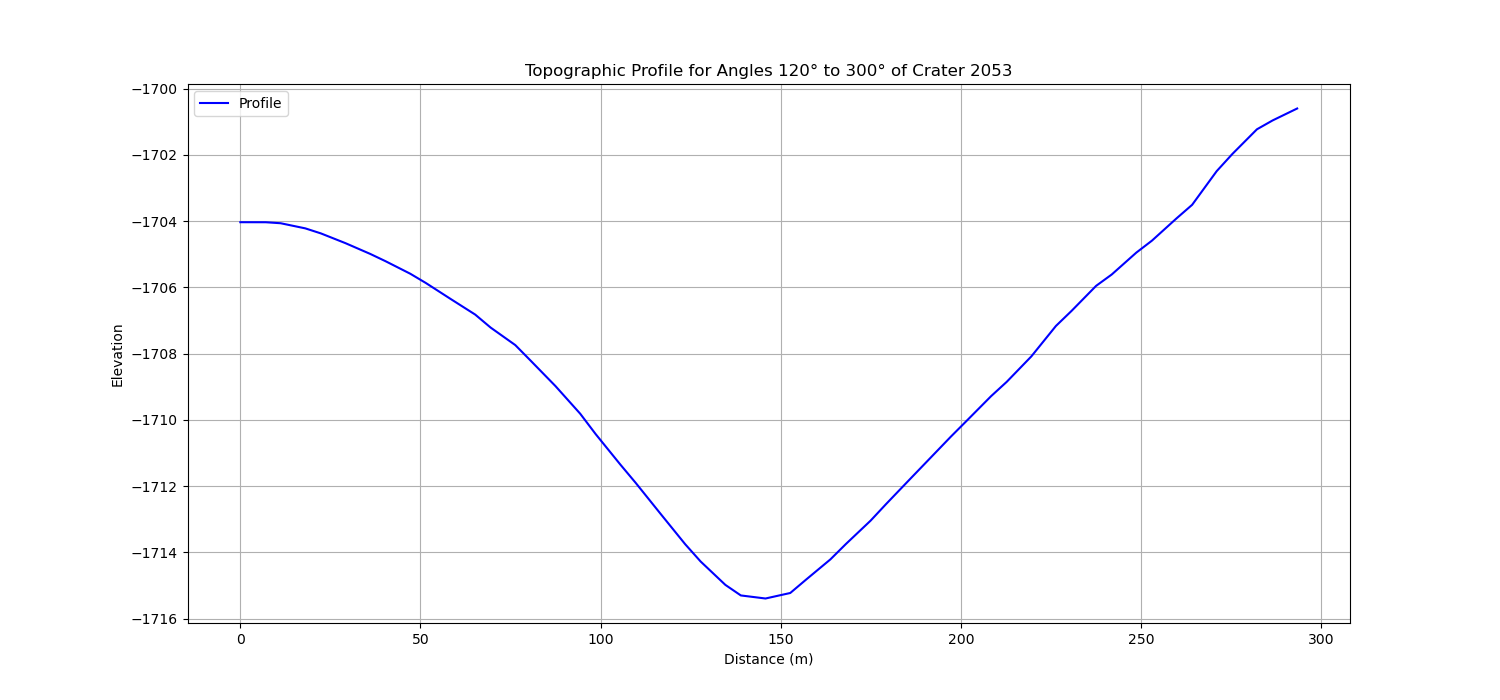 Topographic Profile for Angles 120° to 300° of Crater 2053
Profile
−1700
−1702
−1704
−1706
−1708
−1710
−1712
−1714
−1716
Elevation
0 50 100 150 200 250 300
Distance (m)